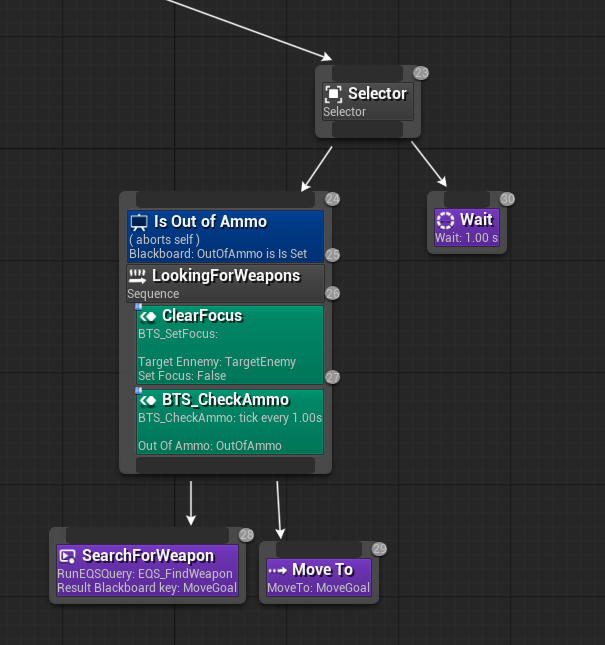 23
Selector
Selector
24
Is Out of Ammo
( aborts self )
Blackboard: OutOfAmmo is Is Set
25
LookingForWeapons
Sequence
26
ClearFocus
BTS_SetFocus:
Target Ennemy: TargetEnemy
Set Focus: False
27
BTS_CheckAmmo
BTS_CheckAmmo: tick every 1.00s
Out Of Ammo: OutOfAmmo
30
Wait
Wait: 1.00 s
28
SearchForWeapon
RunEQSQuery: EQS_FindWeapon
Result Blackboard key: MoveGoal
29
Move To
MoveTo: MoveGoal